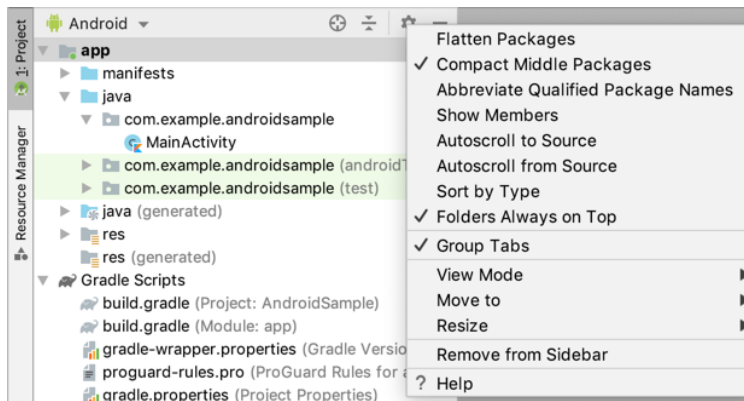 1: Project
Resource Manager
Android
app
manifests
java
com.example.androidsample
MainActivity
com.example.androidsample (androidT
com.example.androidsample (test)
java (generated)
res
res (generated)
Gradle Scripts
build.gradle (Project: AndroidSample)
build.gradle (Module: app)
gradle-wrapper.properties (Gradle Versio
proguard-rules.pro (ProGuard Rules for a
gradle.properties (Project Properties)
Flatten Packages
Compact Middle Packages
Abbreviate Qualified Package Names
Show Members
Autoscroll to Source
Autoscroll from Source
Sort by Type
Folders Always on Top
Group Tabs
View Mode
Move to
Resize
Remove from Sidebar
? Help